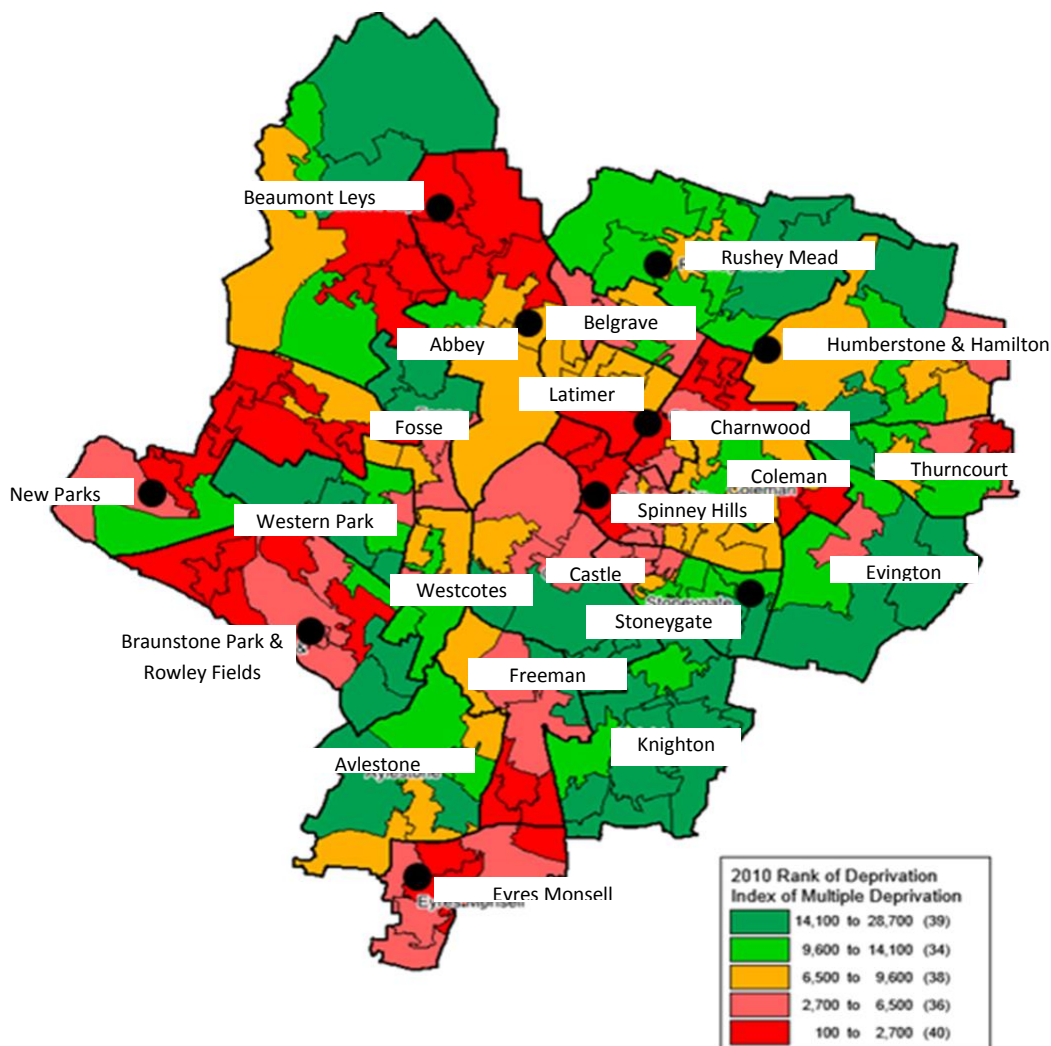 Beaumont Leys
Rushey Mead
Belgrave
Abbey
Humberstone & Hamilton
Latimer
Fosse
Charnwood
Coleman
Thurncourt
New Parks
Spinney Hills
Western Park
Castle
Evington
Westcotes
Stoneygate
Stoneygate
Braunstone Park &
&
Rowley Fields
Freeman
Knighton
Avlestone
Evres Monsell
2010 Rank of Deprivation
Index of Multiple Deprivation
14,100 to 28,700 (39)
9,600 to 14,100 (34)
6,500 to 9,600 (38)
2,700 to 6,500 (36)
100 to 2,700 (40)